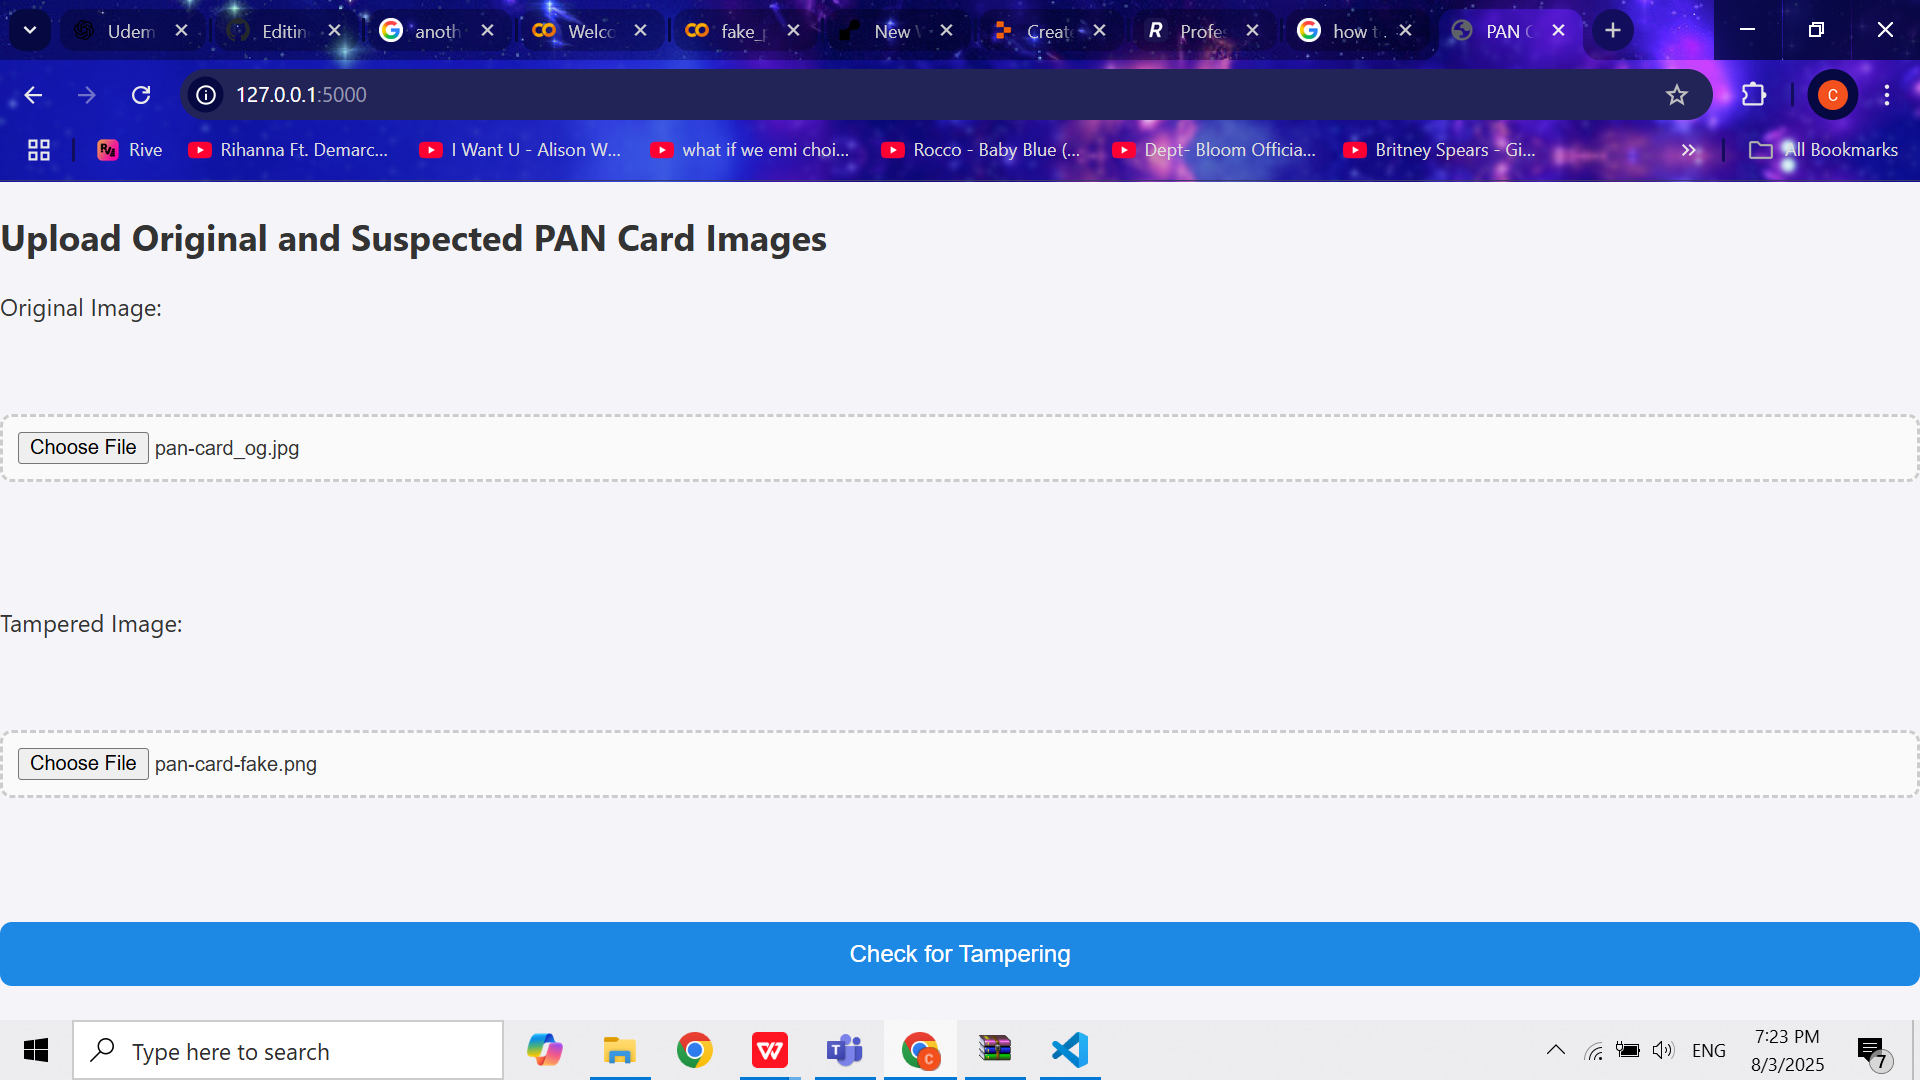 Udem
Editin
anoth
Welco
fake_p
New V
Create
Profes
how t
PAN C
127.0.0.1:5000
C
Rive
Rihanna Ft. Demarc...
I Want U - Alison W...
what if we emi choi...
Rocco - Baby Blue (...
Dept- Bloom Officia...
Britney Spears - Gi...
All Bookmarks
Upload Original and Suspected PAN Card Images
Original Image:
Choose File pan-card_og.jpg
Tampered Image:
Choose File pan-card-fake.png
Check for Tampering
Type here to search
ENG
7:23 PM
8/3/2025
7